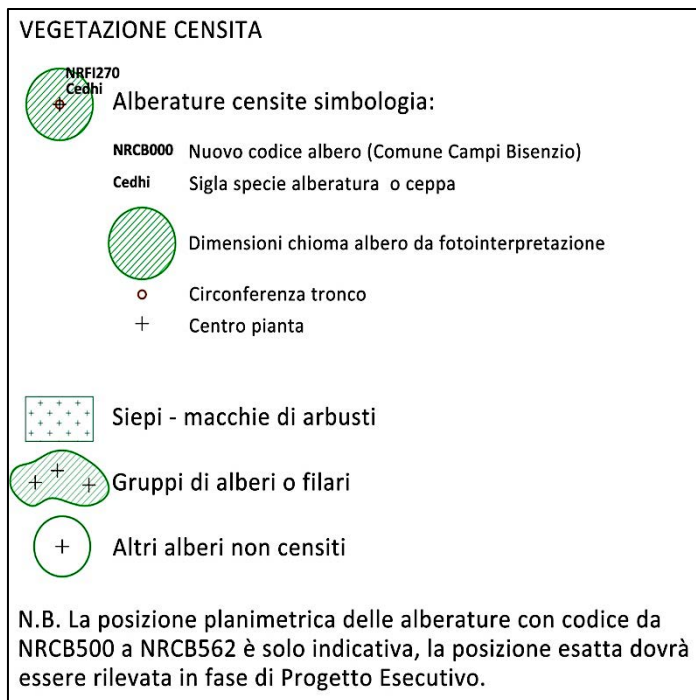 VEGETAZIONE CENSITA
NRFI270
Cedhi
Alberature censite simbologia:
NRCB000 Nuovo codice albero (Comune Campi Bisenzio)
Cedhi Sigla specie alberatura o ceppa
Dimensioni chioma albero da fotointerpretazione
Circonferenza tronco
Centro pianta
Siepi - macchie di arbusti
Gruppi di alberi o filari
Altri alberi non censiti
N.B. La posizione planimetrica delle alberature con codice da
NRCB500 a NRCB562 è solo indicativa, la posizione esatta dovrà
essere rilevata in fase di Progetto Esecutivo.